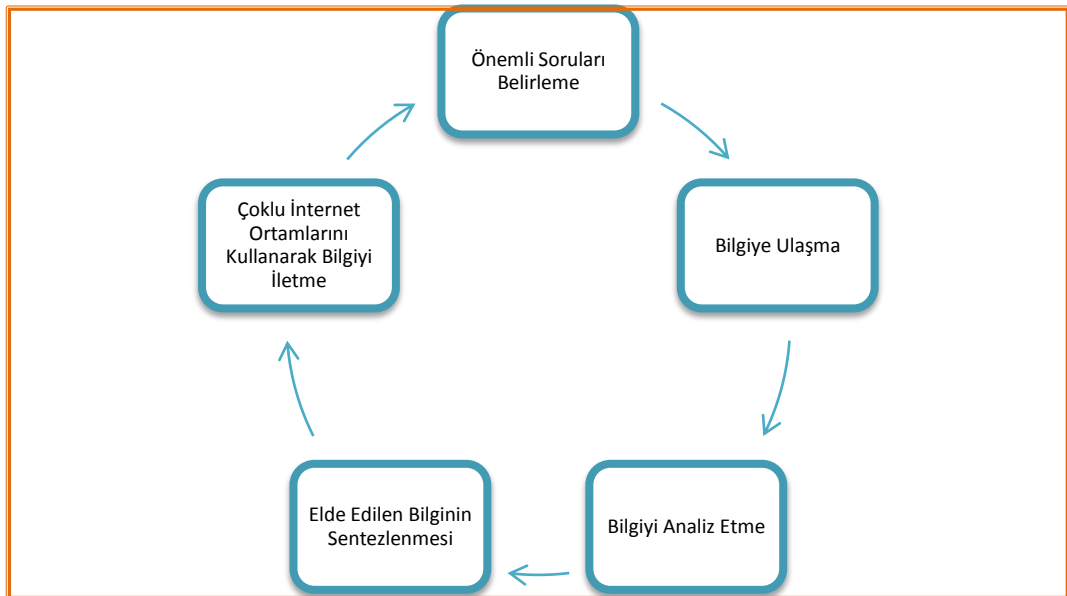 Önemli Soruları
Belirleme
Bilgiye Ulaşma
Bilgiyi Analiz Etme
Elde Edilen Bilginin
Sentezlenmesi
Çoklu İnternet
Ortamlarını
Kullanarak Bilgiyi
İletme